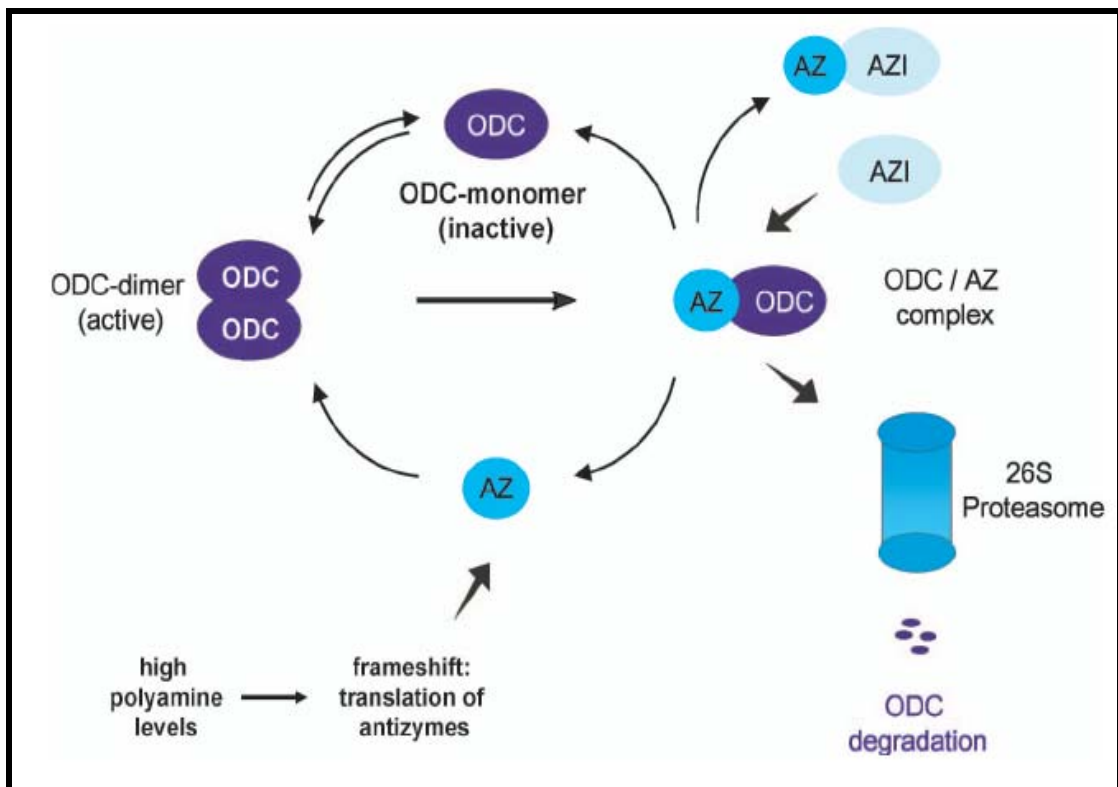 AZ
AZI
AZI
ODC
ODC-monomer
(inactive)
ODC-dimer
(active)
ODC
ODC
AZ
ODC
ODC / AZ
complex
AZ
26S
Proteasome
high
polyamine
levels
frameshift:
translation of
antizymes
ODC
degradation